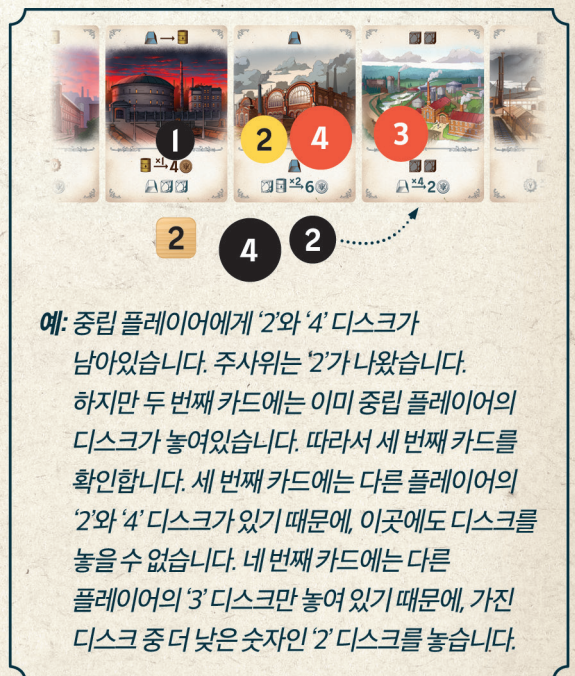 1
×1 4
2 4
×2 6
3
×4 2
2 4 2
예: 중립 플레이어에게 ‘2’와 ‘4’ 디스크가
남아있습니다. 주사위는 ‘2’가 나왔습니다.
하지만 두 번째 카드에는 이미 중립 플레이어의
디스크가 놓여있습니다. 따라서 세 번째 카드를
확인합니다. 세 번째 카드에는 다른 플레이어의
‘2’와 ‘4’ 디스크가 있기 때문에, 이곳에도 디스크를
놓을 수 없습니다. 네 번째 카드에는 다른
플레이어의 ‘3’ 디스크만 놓여 있기 때문에, 가진
디스크 중 더 낮은 숫자인 ‘2’ 디스크를 놓습니다.